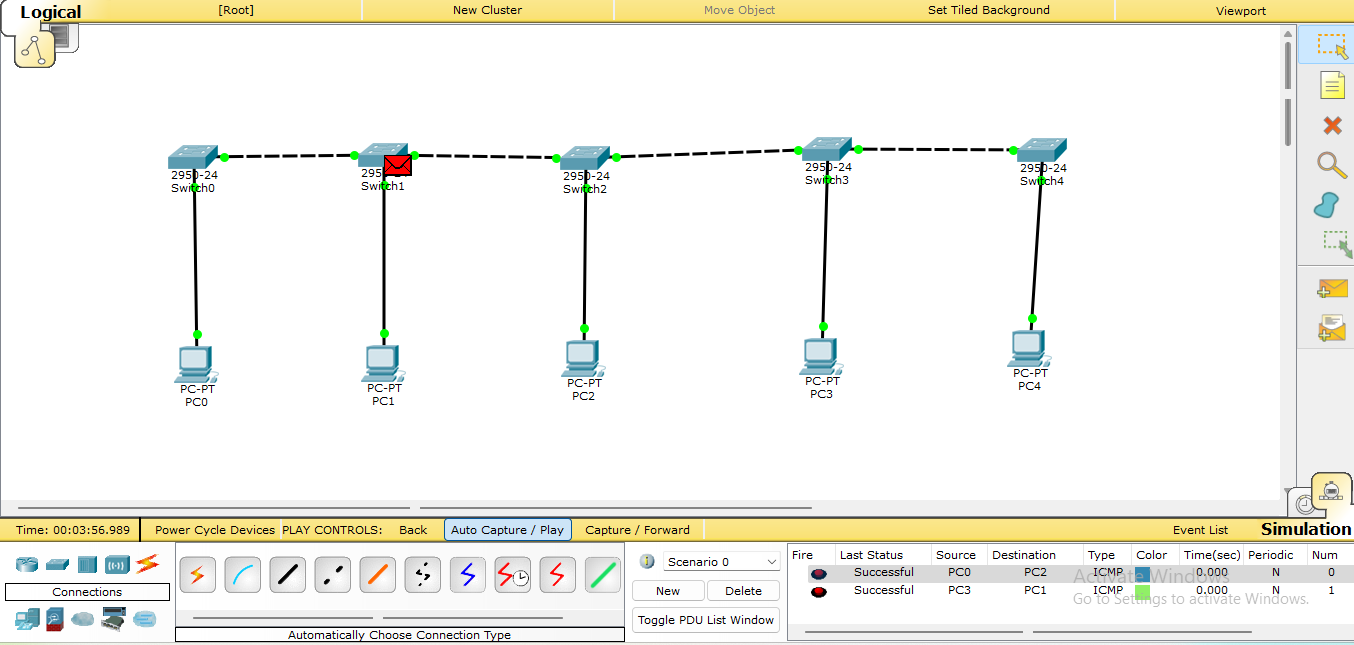 Logical
[Root]
New Cluster
Move Object
Set Tiled Background
Viewport
2950-24
Switch0
2950-24
Switch1
2950-24
Switch2
2950-24
Switch3
2950-24
Switch4
PC-PT
PC0
PC-PT
PC1
PC-PT
PC2
PC-PT
PC3
PC-PT
PC4
Time: 00:03:56.989
Power Cycle Devices
PLAY CONTROLS:
Back
Auto Capture / Play
Capture / Forward
Event List
Simulation
Connections
Automatically Choose Connection Type
Scenario 0
New
Delete
Toggle PDU List Window
Fire Last Status Source Destination Type Color Time(sec) Periodic Num
Successful PC0 PC2 ICMP 0.000 N 0
Successful PC3 PC1 ICMP 0.000 N 1
Activate Windows
Go to Settings to activate Windows.